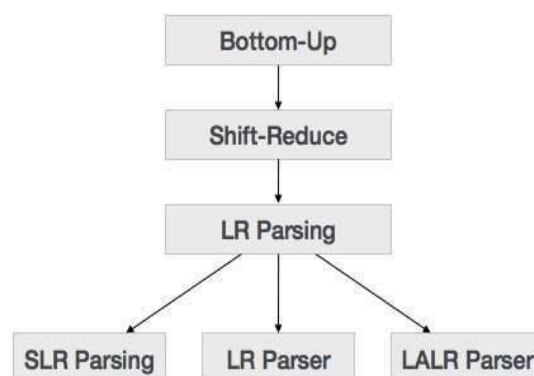 Bottom-Up
Shift-Reduce
LR Parsing
SLR Parsing
LR Parser
LALR Parser